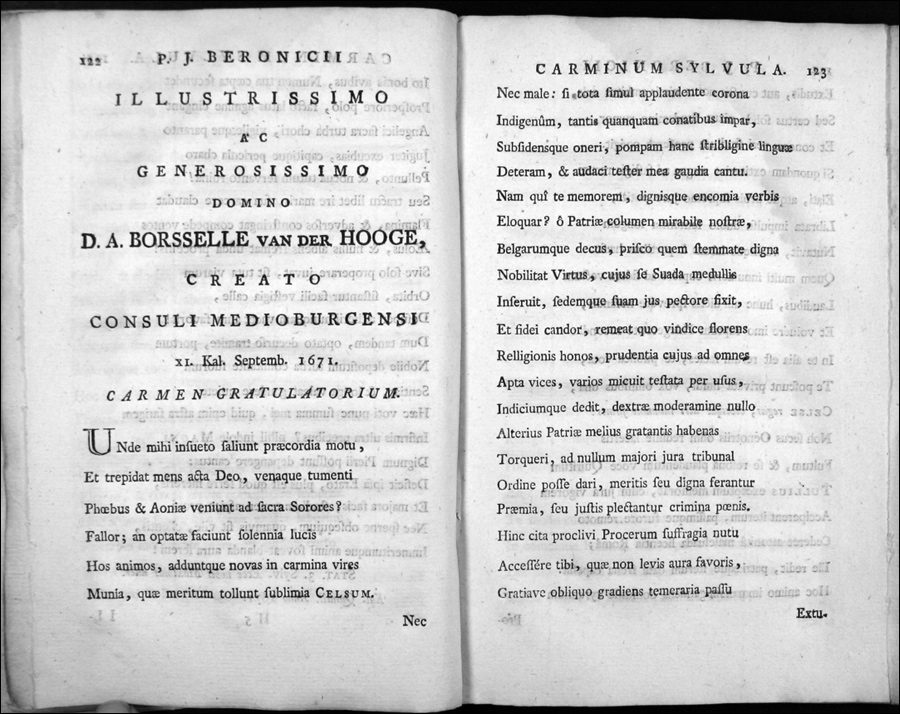 122 P. J. BERONICII
ILLUSTRISSIMO
AC
GENEROSISSIMO
DOMINO
D. A. BORSSELLE VAN DER HOOGE,
CREATO
CONSULI MEDIOBURGENSI
XI. Kal. Septemb. 1671.
CARMEN GRATULATORIUM.
UNde mihi inſueto ſaliunt præcordia motu,
Et trepidat mens acta Deo, venaque tumenti
Phœbus & Aoniæ veniunt ad ſacra Sorores?
Fallor; an optatæ faciunt ſolennia lucis
Hos animos, adduntque novas in carmina vires
Munia, quæ meritum tollunt ſublimia CELSUM.
Nec
CARMINUM SYLVULA. 123
Nec male: ſi tota ſimul applaudente corona
Indigenûm, tantis quanquam conatibus impar,
Subſidensque oneri, pompam hanc ſtribligine linguæ
Deteram, & audaci teſter mea gaudia cantu.
Nam quî te memorem, dignisque encomia verbis
Eloquar? ô Patriæ columen mirabile noſtræ,
Belgarumque decus, priſco quem ſtemmate digna
Nobilitat Virtus, cujus ſe Suada medullis
Inſeruit, ſedemque ſuam jus pectore fixit,
Et fidei candor, remeat quo vindice florens
Relligionis honos, prudentia cujus ad omnes
Apta vices, varios micuit teſtata per uſus,
Indiciumque dedit, dextræ moderamine nullo
Alterius Patriæ melius gratantis habenas
Torqueri, ad nullum majori jura tribunal
Ordine poſſe dari, meritis ſeu digna ferantur
Præmia, ſeu juſtis plectantur crimina pœnis.
Hinc cita proclivi Procerum ſuffragia nutu
Acceſſére tibi, quæ non levis aura favoris,
Gratiave obliquo gradiens temeraria paſſu
Extu-